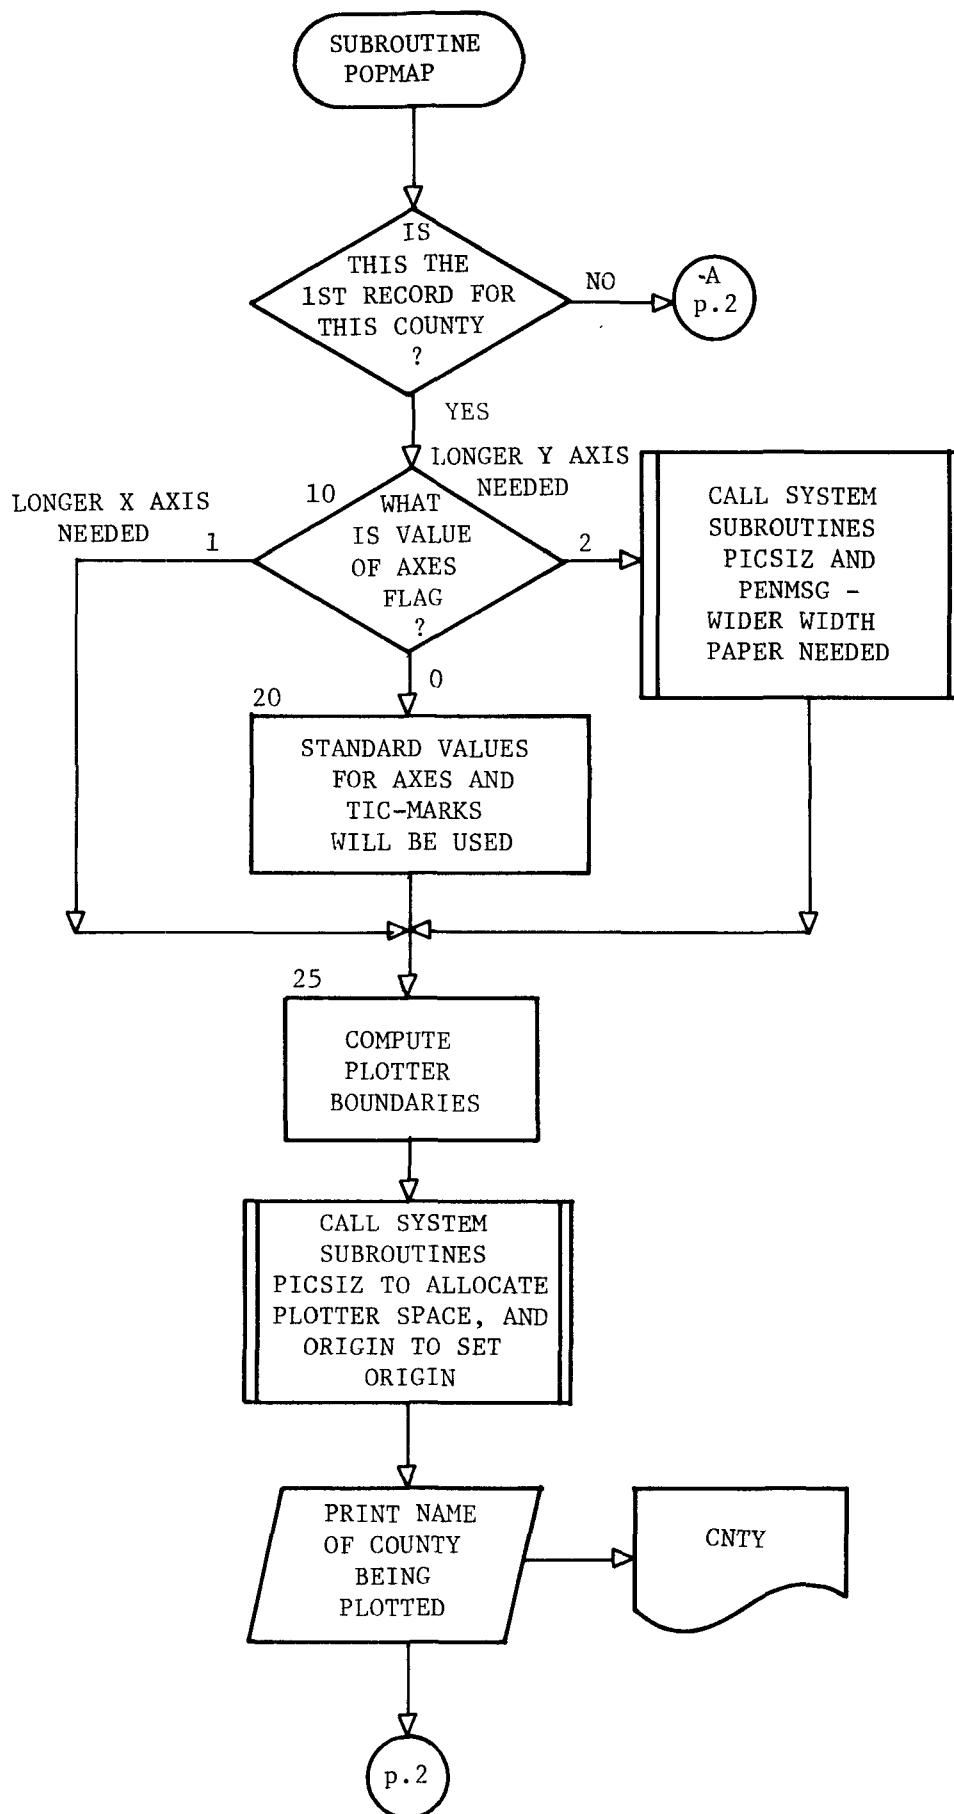 SUBROUTINE
POPMAP
IS
THIS THE
1ST RECORD FOR
THIS COUNTY
?
NO
-A
p.2
YES
LONGER Y AXIS
NEEDED
LONGER X AXIS
NEEDED
1
10
WHAT
IS VALUE
OF AXES
FLAG
?
2
CALL SYSTEM
SUBROUTINES
PICSIZ AND
PENMSG -
WIDER WIDTH
PAPER NEEDED
0
20
STANDARD VALUES
FOR AXES AND
TIC-MARKS
WILL BE USED
25
COMPUTE
PLOTTER
BOUNDARIES
CALL SYSTEM
SUBROUTINES
PICSIZ TO ALLOCATE
PLOTTER SPACE, AND
ORIGIN TO SET
ORIGIN
PRINT NAME
OF COUNTY
BEING
PLOTTED
CNTY
p.2